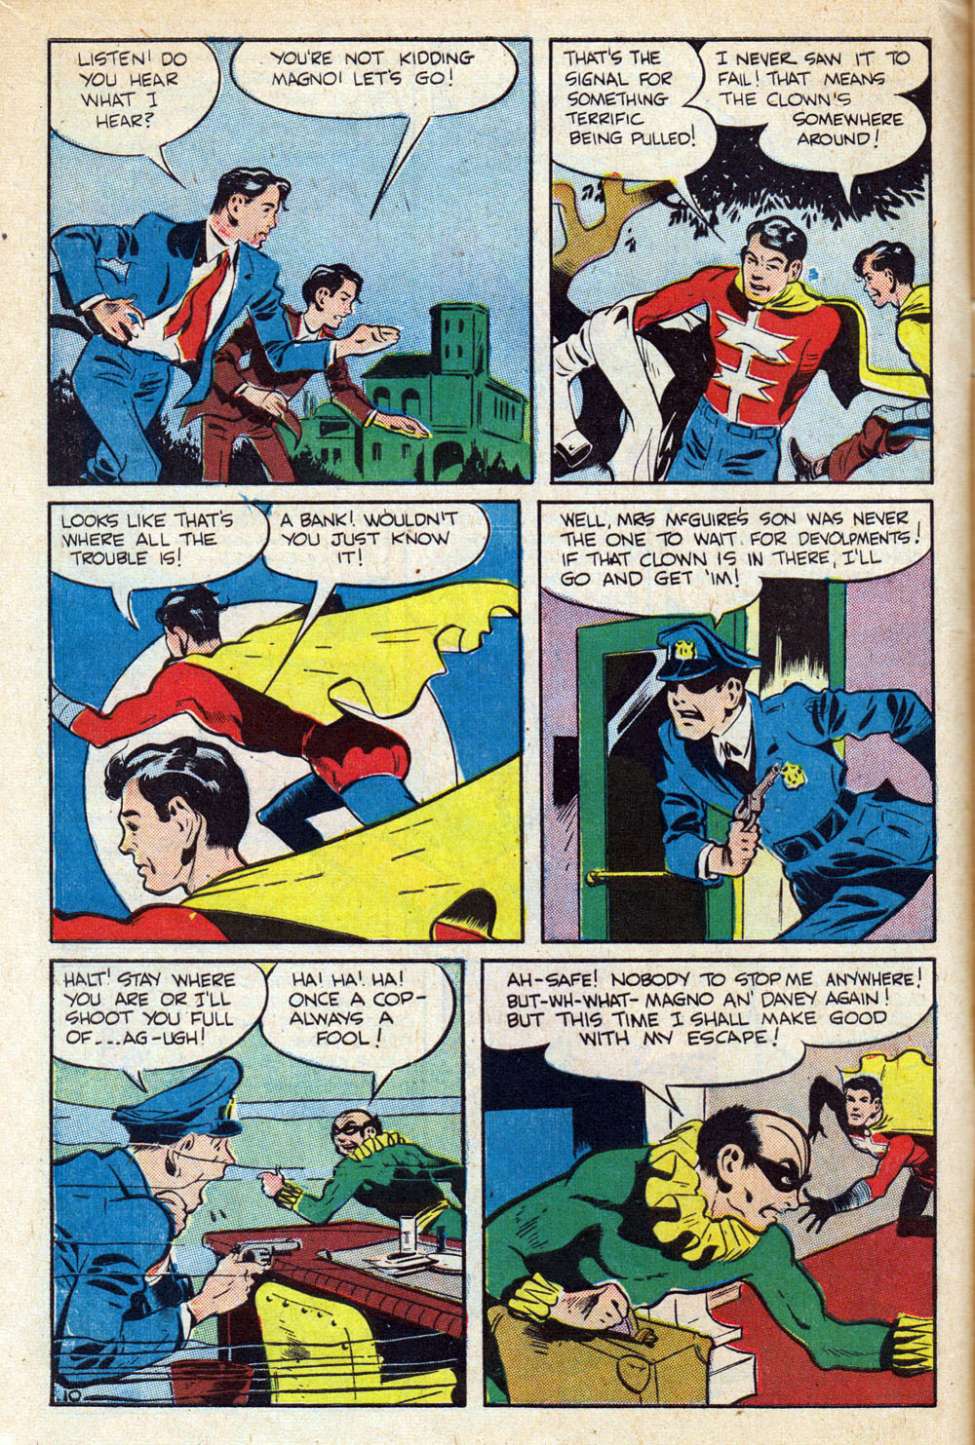 LISTEN! DO
YOU HEAR
WHAT I
HEAR?
YOU'RE NOT KIDDING
MAGNO! LET'S GO!
THAT'S THE
SIGNAL FOR
SOMETHING
TERRIFIC
BEING PULLED!
I NEVER SAW IT TO
FAIL! THAT MEANS
THE CLOWN'S
SOMEWHERE
AROUND!
LOOKS LIKE THAT'S
WHERE ALL THE
TROUBLE IS!
A BANK! WOULDN'T
YOU JUST KNOW
IT!
WELL, MRS McGUIRE'S SON WAS NEVER
THE ONE TO WAIT FOR DEVOLPMENTS!
IF THAT CLOWN IS IN THERE, I'LL
GO AND GET 'IM!
HALT! STAY WHERE
YOU ARE OR I'LL
SHOOT YOU FULL
OF...AG-UGH!
HA! HA! HA!
ONCE A COP-
ALWAYS A
FOOL!
AH-SAFE! NOBODY TO STOP ME ANYWHERE!
BUT-WH-WHAT- MAGNO AN' DAVEY AGAIN!
BUT THIS TIME I SHALL MAKE GOOD
WITH MY ESCAPE!
10